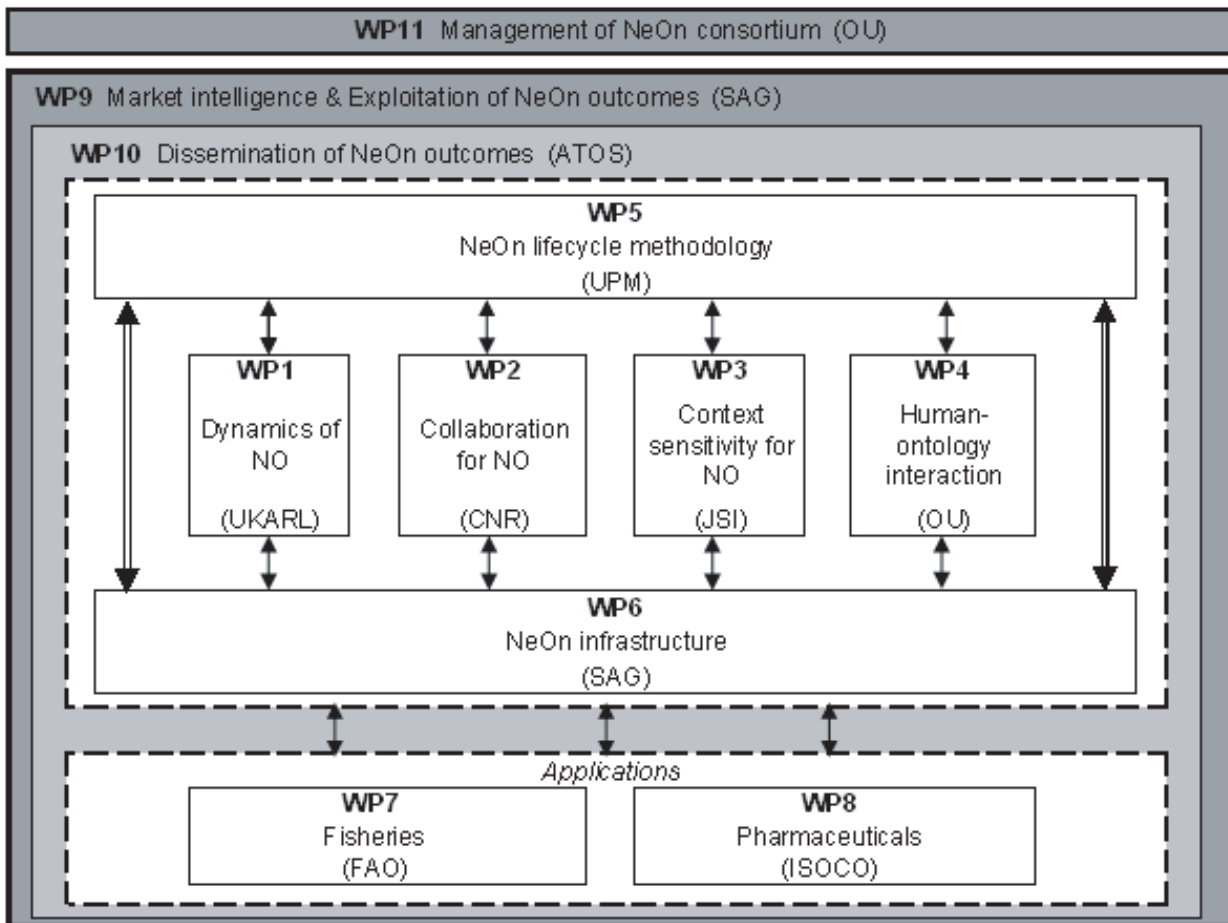 WP11 Management of NeOn consortium (OU)
WP9 Market intelligence & Exploitation of NeOn outcomes (SAG)
WP10 Dissemination of NeOn outcomes (ATOS)
WP5
NeOn lifecycle methodology
(UPM)
WP1
Dynamics of
NO
(UKARL)
WP2
Collaboration
for NO
(CNR)
WP3
Context
sensitivity for
NO
(JSI)
WP4
Human-
ontology
interaction
(OU)
WP6
NeOn infrastructure
(SAG)
Applications
WP7
Fisheries
(FAO)
WP8
Pharmaceuticals
(ISOCO)